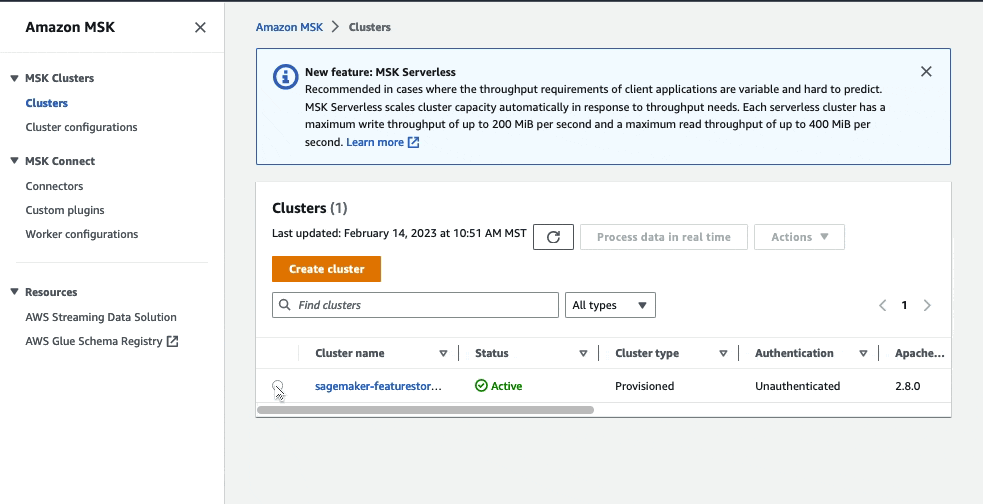 Amazon MSK
MSK Clusters
Clusters
Cluster configurations
MSK Connect
Connectors
Custom plugins
Worker configurations
Resources
AWS Streaming Data Solution
AWS Glue Schema Registry
Amazon MSK > Clusters
New feature: MSK Serverless
Recommended in cases where the throughput requirements of client applications are variable and hard to predict.
MSK Serverless scales cluster capacity automatically in response to throughput needs. Each serverless cluster has a
maximum write throughput of up to 200 MiB per second and a maximum read throughput of up to 400 MiB per
second. Learn more
Clusters (1)
Last updated: February 14, 2023 at 10:51 AM MST Process data in real time Actions
Create cluster
Find clusters All types 1
Cluster name Status Cluster type Authentication Apache...
sagemaker-featurestor... Active Provisioned Unauthenticated 2.8.0